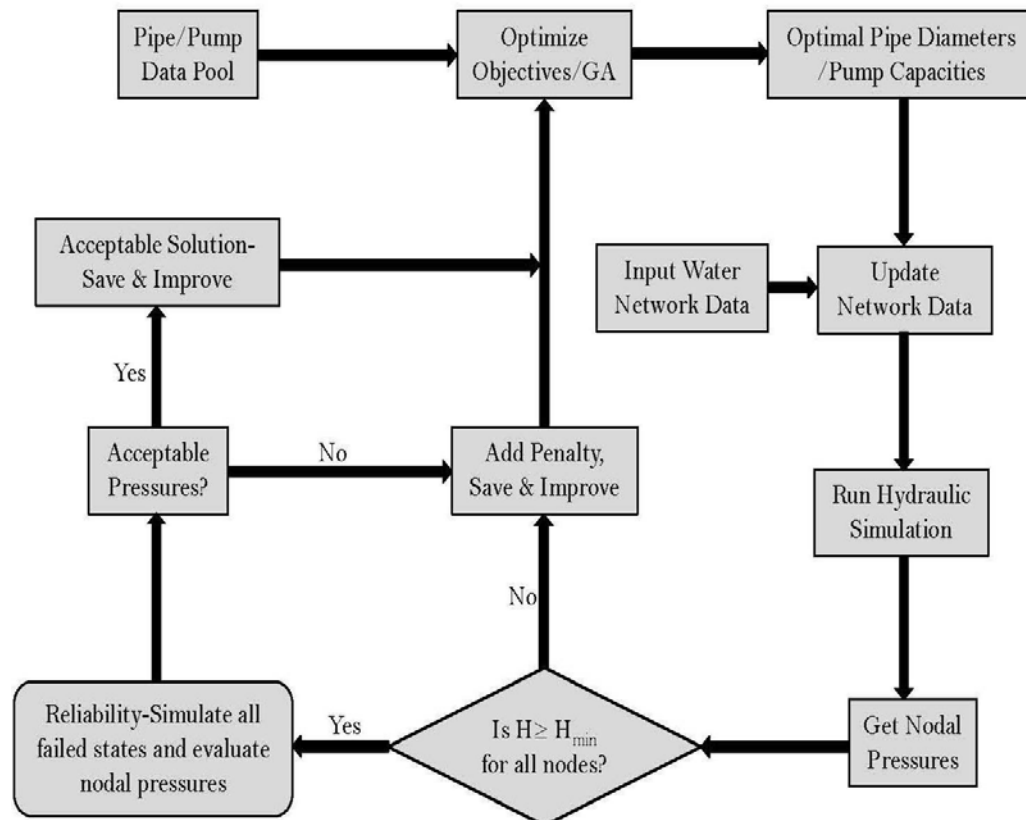 Pipe/Pump
Data Pool
Optimize
Objectives/GA
Optimal Pipe Diameters
/Pump Capacities
Acceptable Solution-
Save & Improve
Input Water
Network Data
Update
Network Data
Yes
Acceptable
Pressures?
No
Add Penalty,
Save & Improve
Run Hydraulic
Simulation
No
Reliability-Simulate all
failed states and evaluate
nodal pressures
Yes
Is H ≥ H_min
for all nodes?
Get Nodal
Pressures